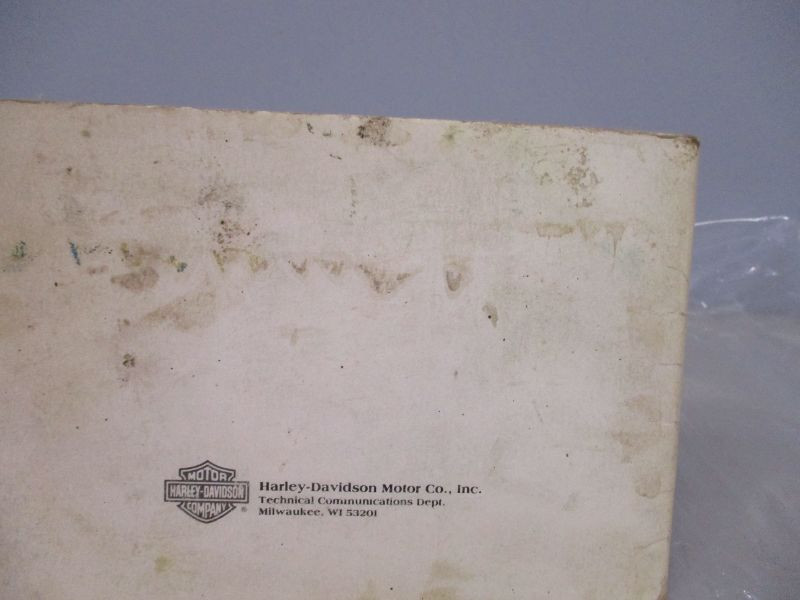 MOTOR
HARLEY-DAVIDSON
COMPANY
®
Harley-Davidson Motor Co., Inc.
Technical Communications Dept.
Milwaukee, WI 53201